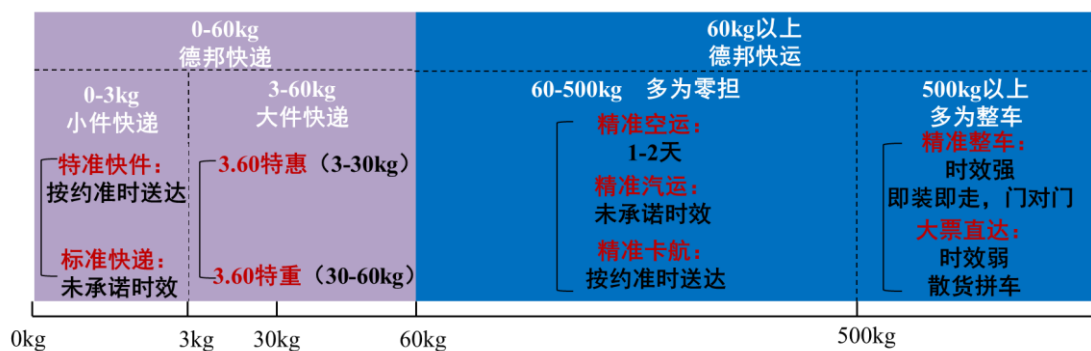 0-60kg
德邦快递
60kg以上
德邦快运
0-3kg
小件快递
3-60kg
大件快递
60-500kg 多为零担
500kg以上
多为整车
特准快件：
按约准时送达
标准快递：
未承诺时效
3.60特惠（3-30kg）
3.60特重（30-60kg）
精准空运：
1-2天
精准汽运：
未承诺时效
精准卡航：
按约准时送达
精准整车：
时效强
即装即走，门对门
大票直达：
时效弱
散货拼车
0kg
3kg
30kg
60kg
500kg